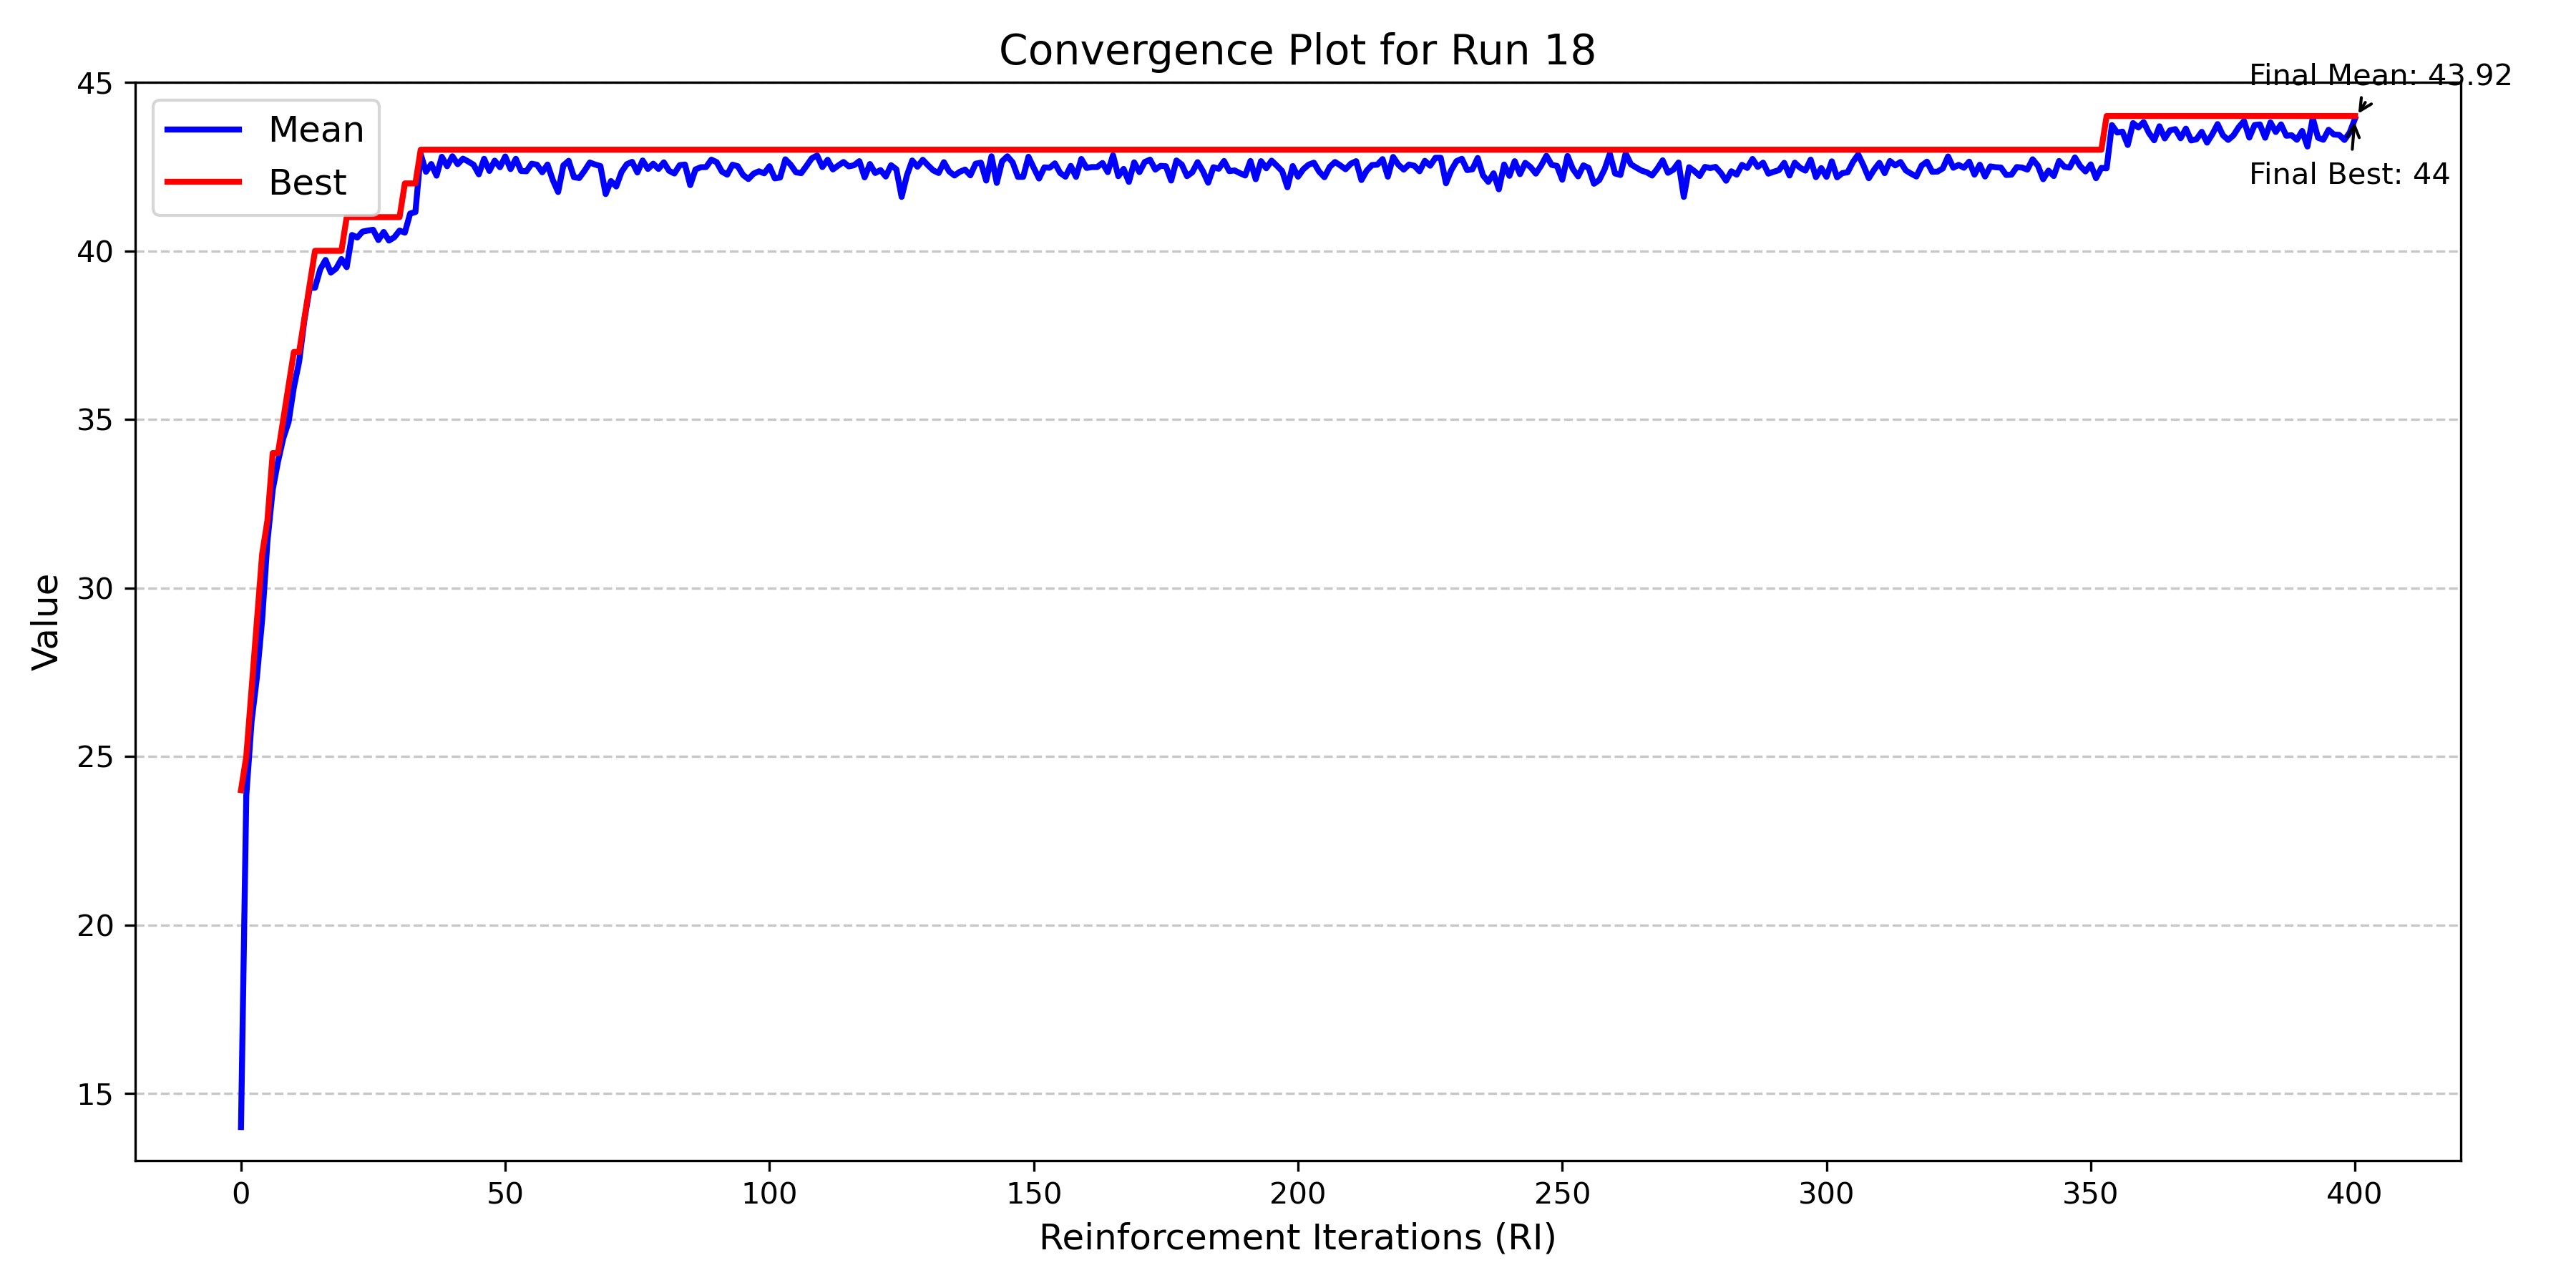 Convergence Plot for Run 18
Final Mean: 43.92
Final Best: 44
Mean
Best
45
40
35
30
25
20
15
Value
0 50 100 150 200 250 300 350 400
Reinforcement Iterations (RI)